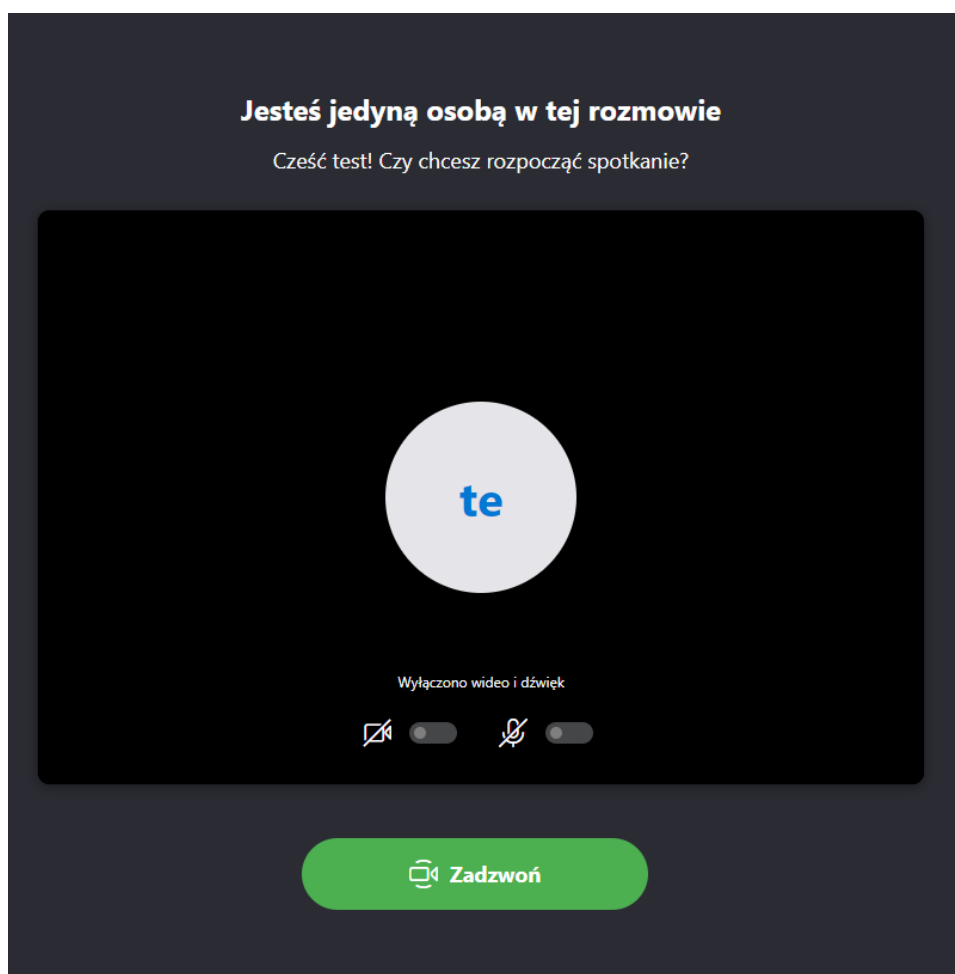 Jesteś jedyną osobą w tej rozmowie
Cześć test! Czy chcesz rozpocząć spotkanie?
te
Wyłączono wideo i dźwięk
Zadzwoń